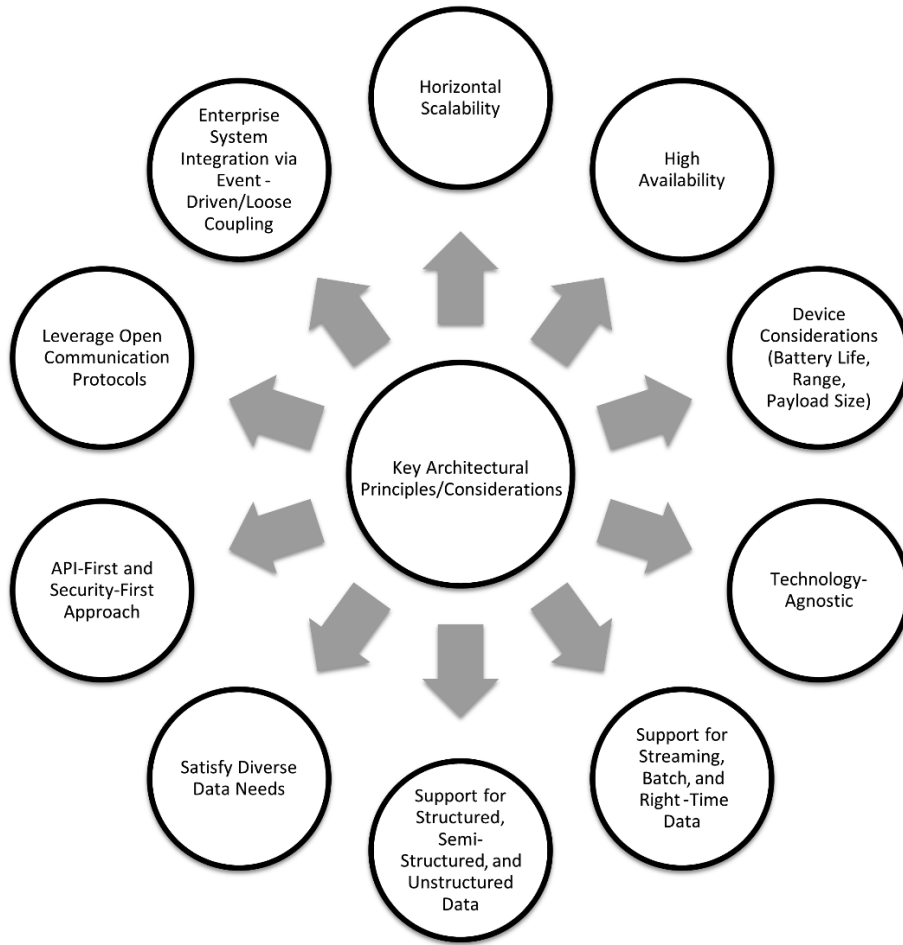 Horizontal
Scalability
High
Availability
Device
Considerations
(Battery Life,
Range,
Payload Size)
Technology-
Agnostic
Support for
Streaming,
Batch, and
Right-Time
Data
Support for
Structured,
Semi-
Structured, and
Unstructured
Data
Satisfy Diverse
Data Needs
API-First and
Security-First
Approach
Leverage Open
Communication
Protocols
Enterprise
System
Integration via
Event-
Driven/Loose
Coupling
Key Architectural
Principles/Considerations